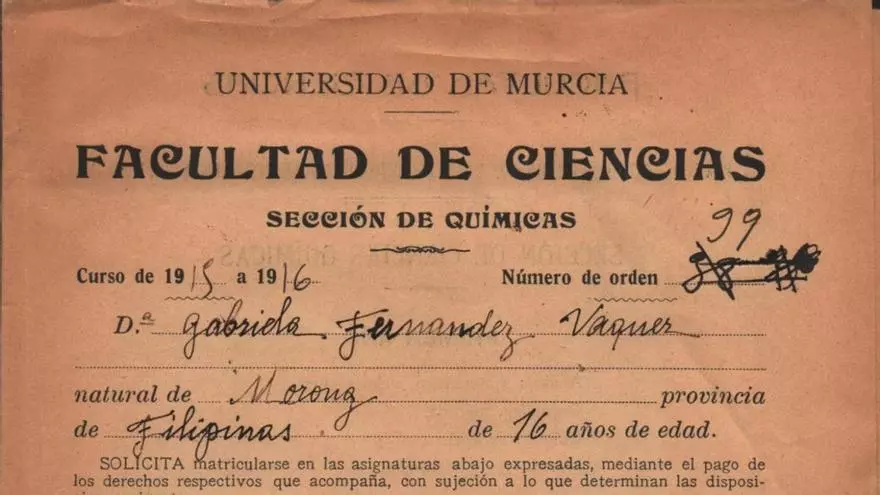 UNIVERSIDAD DE MURCIA
FACULTAD DE CIENCIAS
SECCIÓN DE QUÍMICAS
99
Curso de 1915 a 1916 Número de orden
D.ª Gabriela Fernandez Vaquer
natural de Morong provincia
de Filipinas de 16 años de edad.
SOLICITA matricularse en las asignaturas abajo expresadas, mediante el pago de
los derechos respectivos que acompaña, con sujeción a lo que determinan las disposi-